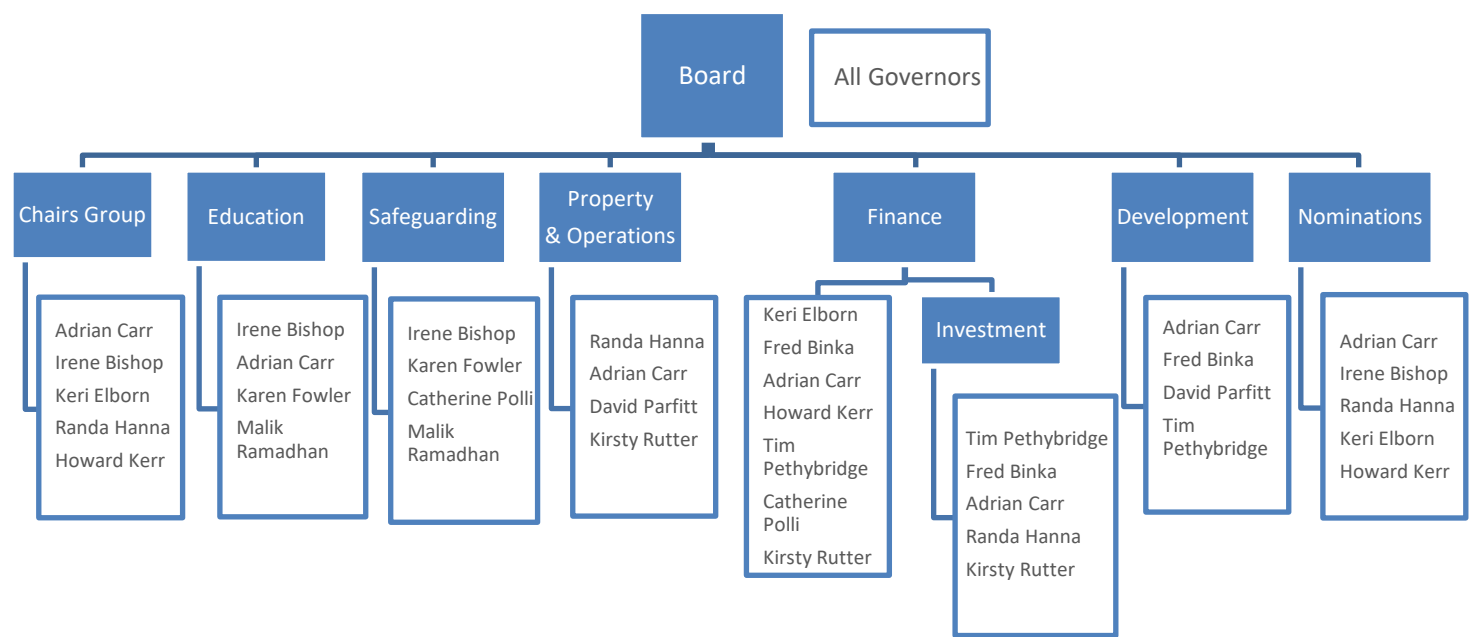 Board
All Governors
Chairs Group
Education
Safeguarding
Property
& Operations
Finance
Development
Nominations
Adrian Carr
Irene Bishop
Keri Elborn
Randa Hanna
Howard Kerr
Irene Bishop
Adrian Carr
Karen Fowler
Malik
Ramadhan
Irene Bishop
Karen Fowler
Catherine Polli
Malik
Ramadhan
Randa Hanna
Adrian Carr
David Parfitt
Kirsty Rutter
Keri Elborn
Fred Binka
Adrian Carr
Howard Kerr
Tim
Pethybridge
Catherine
Polli
Kirsty Rutter
Investment
Tim Pethybridge
Fred Binka
Adrian Carr
Randa Hanna
Kirsty Rutter
Adrian Carr
Fred Binka
David Parfitt
Tim
Pethybridge
Adrian Carr
Irene Bishop
Randa Hanna
Keri Elborn
Howard Kerr